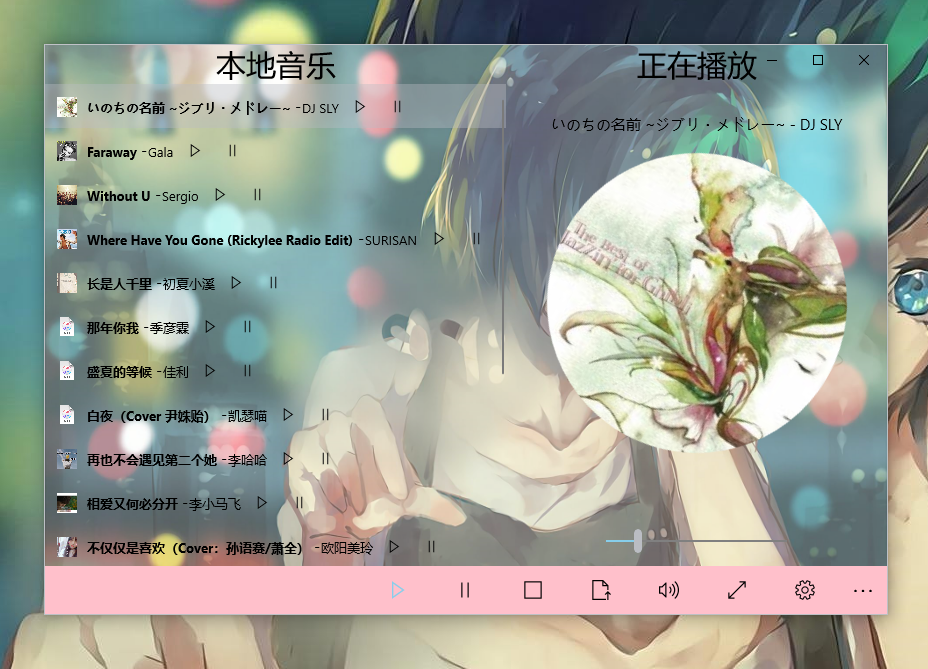 本地音乐
正在播放
いのちの名前 ~ジブリ・メドレー~ -DJ SLY
Faraway -Gala
Without U -Sergio
Where Have You Gone (Rickylee Radio Edit) -SURISAN
长是人千里 -初夏小溪
那年你我 -季彦霖
盛夏的等候 -佳利
白夜（Cover 尹姝贻） -凯瑟喵
再也不会遇见第二个她 -李哈哈
相爱又何必分开 -李小马飞
不仅仅是喜欢（Cover：孙语赛/萧全） -欧阳美玲
いのちの名前 ~ジブリ・メドレー~ - DJ SLY
The Best of
Jazzin' for Ghibli